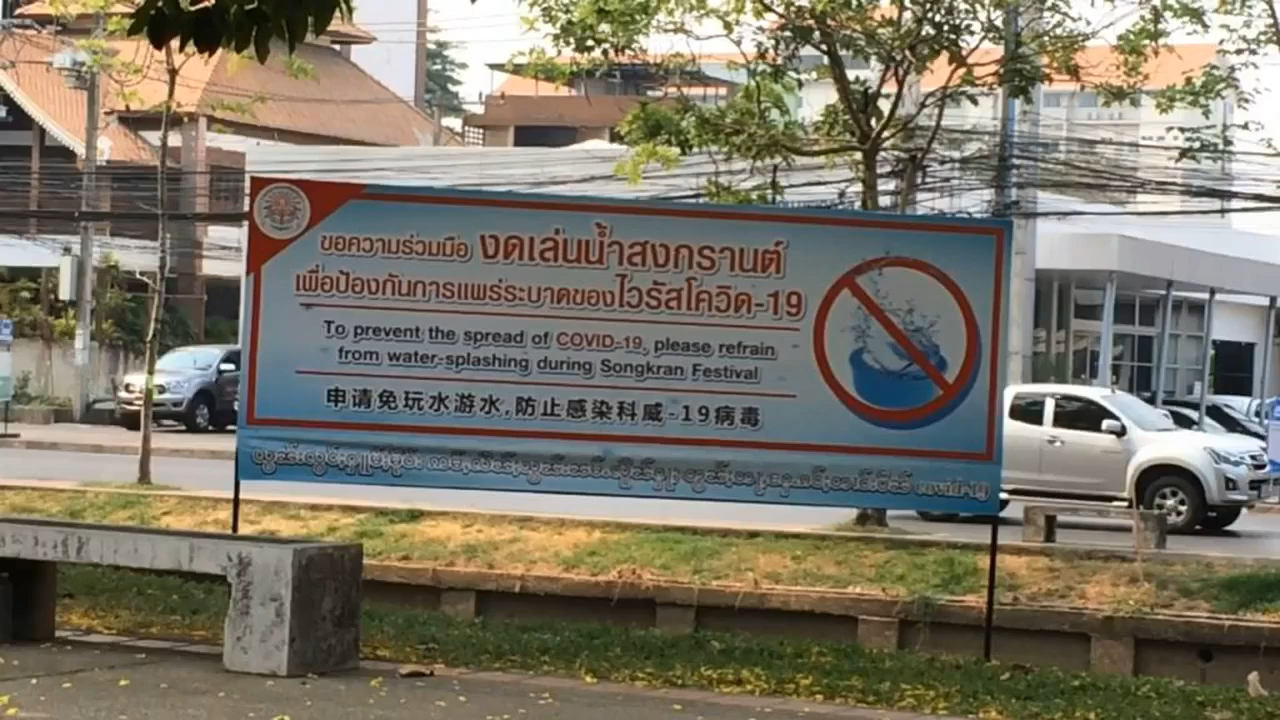 ขอความร่วมมือ งดเล่นน้ำสงกรานต์
เพื่อป้องกันการแพร่ระบาดของไวรัสโควิด-19
To prevent the spread of COVID-19, please refrain
from water-splashing during Songkran Festival
申请免玩水游水,防止感染科威-19病毒
covid-19